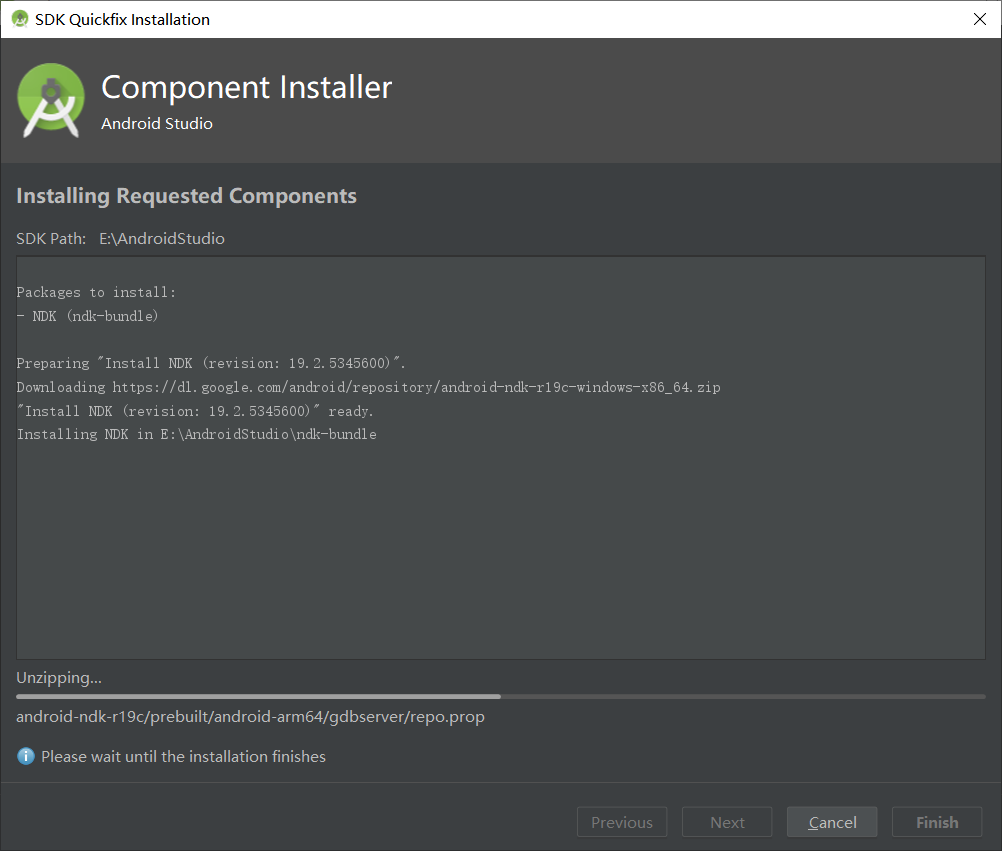 SDK Quickfix Installation
Component Installer
Android Studio
Installing Requested Components
SDK Path: E:\AndroidStudio
Packages to install:
- NDK (ndk-bundle)
Preparing "Install NDK (revision: 19.2.5345600)".
Downloading https://dl.google.com/android/repository/android-ndk-r19c-windows-x86_64.zip
"Install NDK (revision: 19.2.5345600)" ready.
Installing NDK in E:\AndroidStudio\ndk-bundle
Unzipping...
android-ndk-r19c/prebuilt/android-arm64/gdbserver/repo.prop
Please wait until the installation finishes
Previous Next Cancel Finish